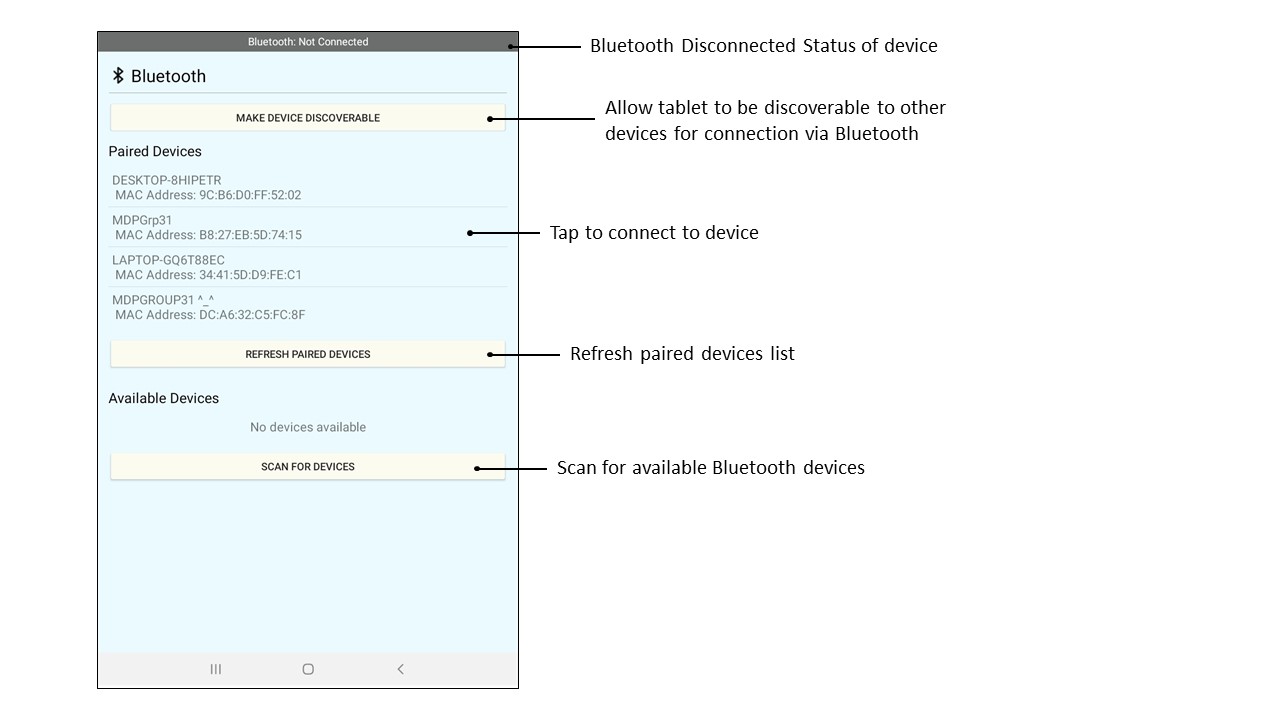 Bluetooth: Not Connected
Bluetooth Disconnected Status of device
Bluetooth
MAKE DEVICE DISCOVERABLE
Allow tablet to be discoverable to other
devices for connection via Bluetooth
Paired Devices
DESKTOP-8HIPETR
MAC Address: 9C:B6:D0:FF:52:02
MDPGrp31
MAC Address: B8:27:EB:5D:74:15
Tap to connect to device
LAPTOP-GQ6T88EC
MAC Address: 34:41:5D:D9:FE:C1
MDPGROUP31 ^_^
MAC Address: DC:A6:32:C5:FC:8F
REFRESH PAIRED DEVICES
Refresh paired devices list
Available Devices
No devices available
SCAN FOR DEVICES
Scan for available Bluetooth devices